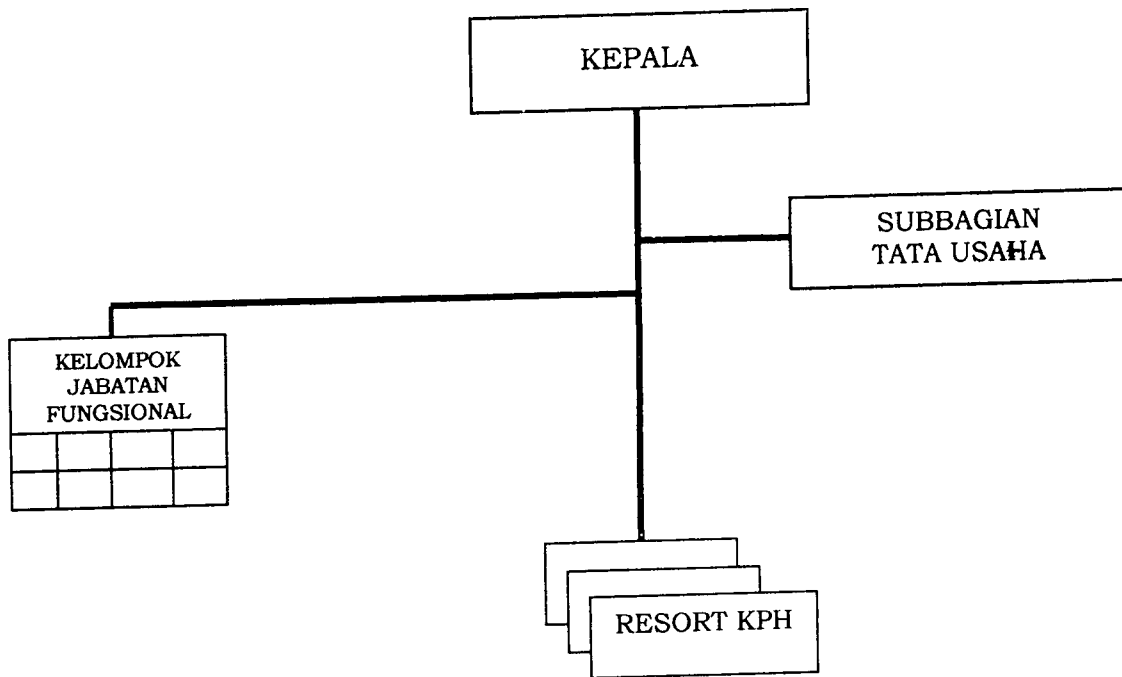 KEPALA
SUBBAGIAN
TATA USAHA
KELOMPOK
JABATAN
FUNGSIONAL
RESORT KPH